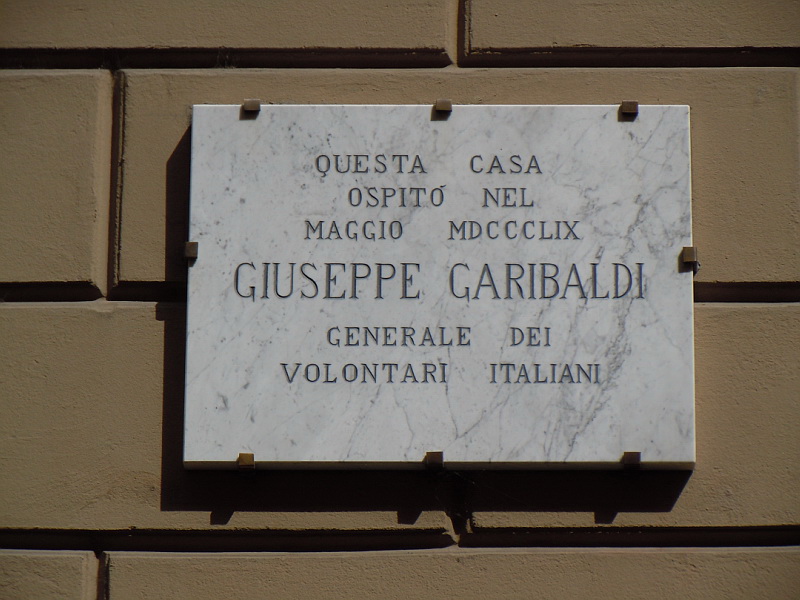 QUESTA CASA
OSPITÒ NEL
MAGGIO MDCCCLIX
GIUSEPPE GARIBALDI
GENERALE DEI
VOLONTARI ITALIANI